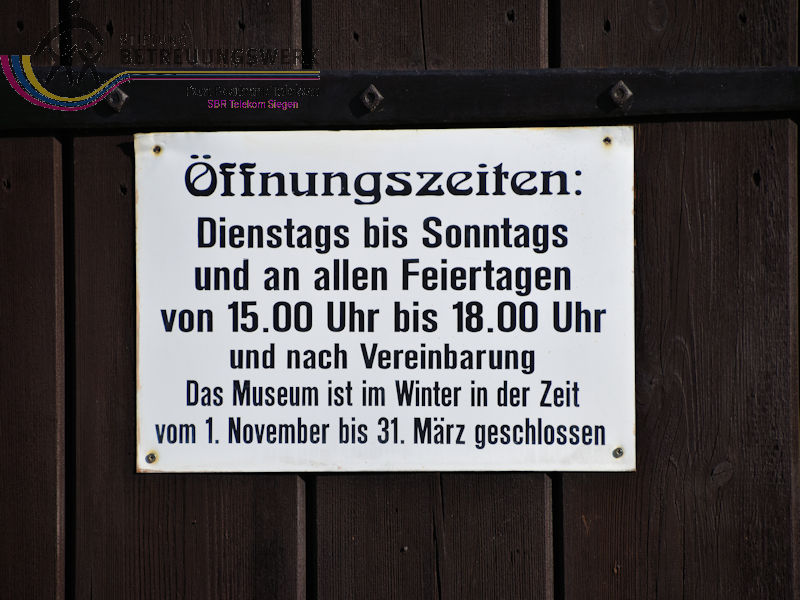 BETREUUNGSWERK
SBR Telekom Siegen
Öffnungszeiten:
Dienstags bis Sonntags
und an allen Feiertagen
von 15.00 Uhr bis 18.00 Uhr
und nach Vereinbarung
Das Museum ist im Winter in der Zeit
vom 1. November bis 31. März geschlossen